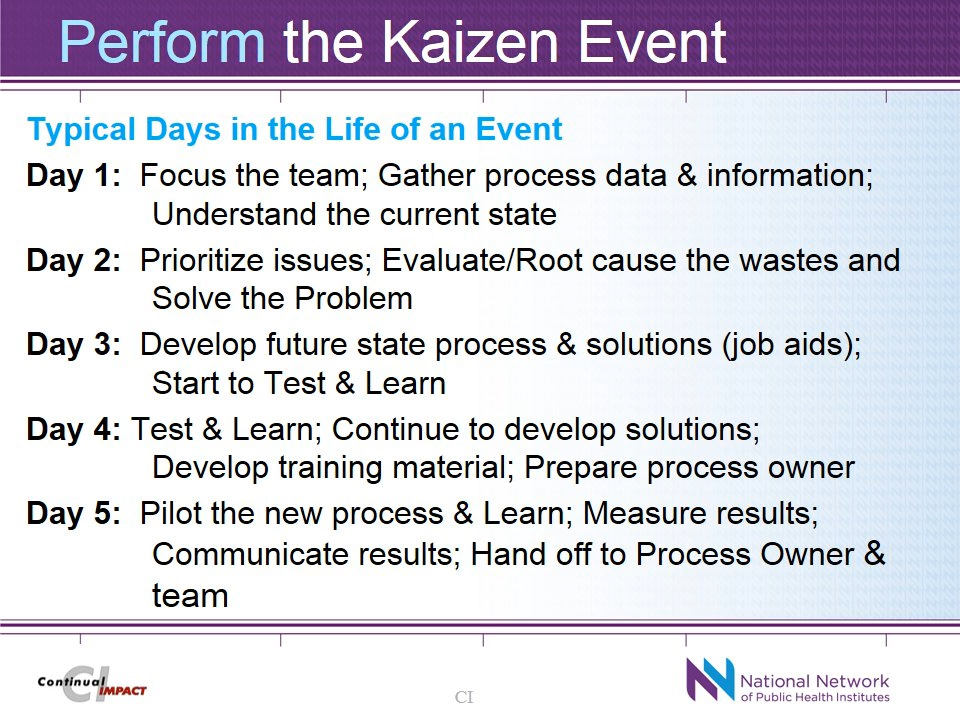 Perform the Kaizen Event
Typical Days in the Life of an Event
Day 1: Focus the team; Gather process data & information;
Understand the current state
Day 2: Prioritize issues; Evaluate/Root cause the wastes and
Solve the Problem
Day 3: Develop future state process & solutions (job aids);
Start to Test & Learn
Day 4: Test & Learn; Continue to develop solutions;
Develop training material; Prepare process owner
Day 5: Pilot the new process & Learn; Measure results;
Communicate results; Hand off to Process Owner &
team
Continual
CI IMPACT
CI
National Network
of Public Health Institutes